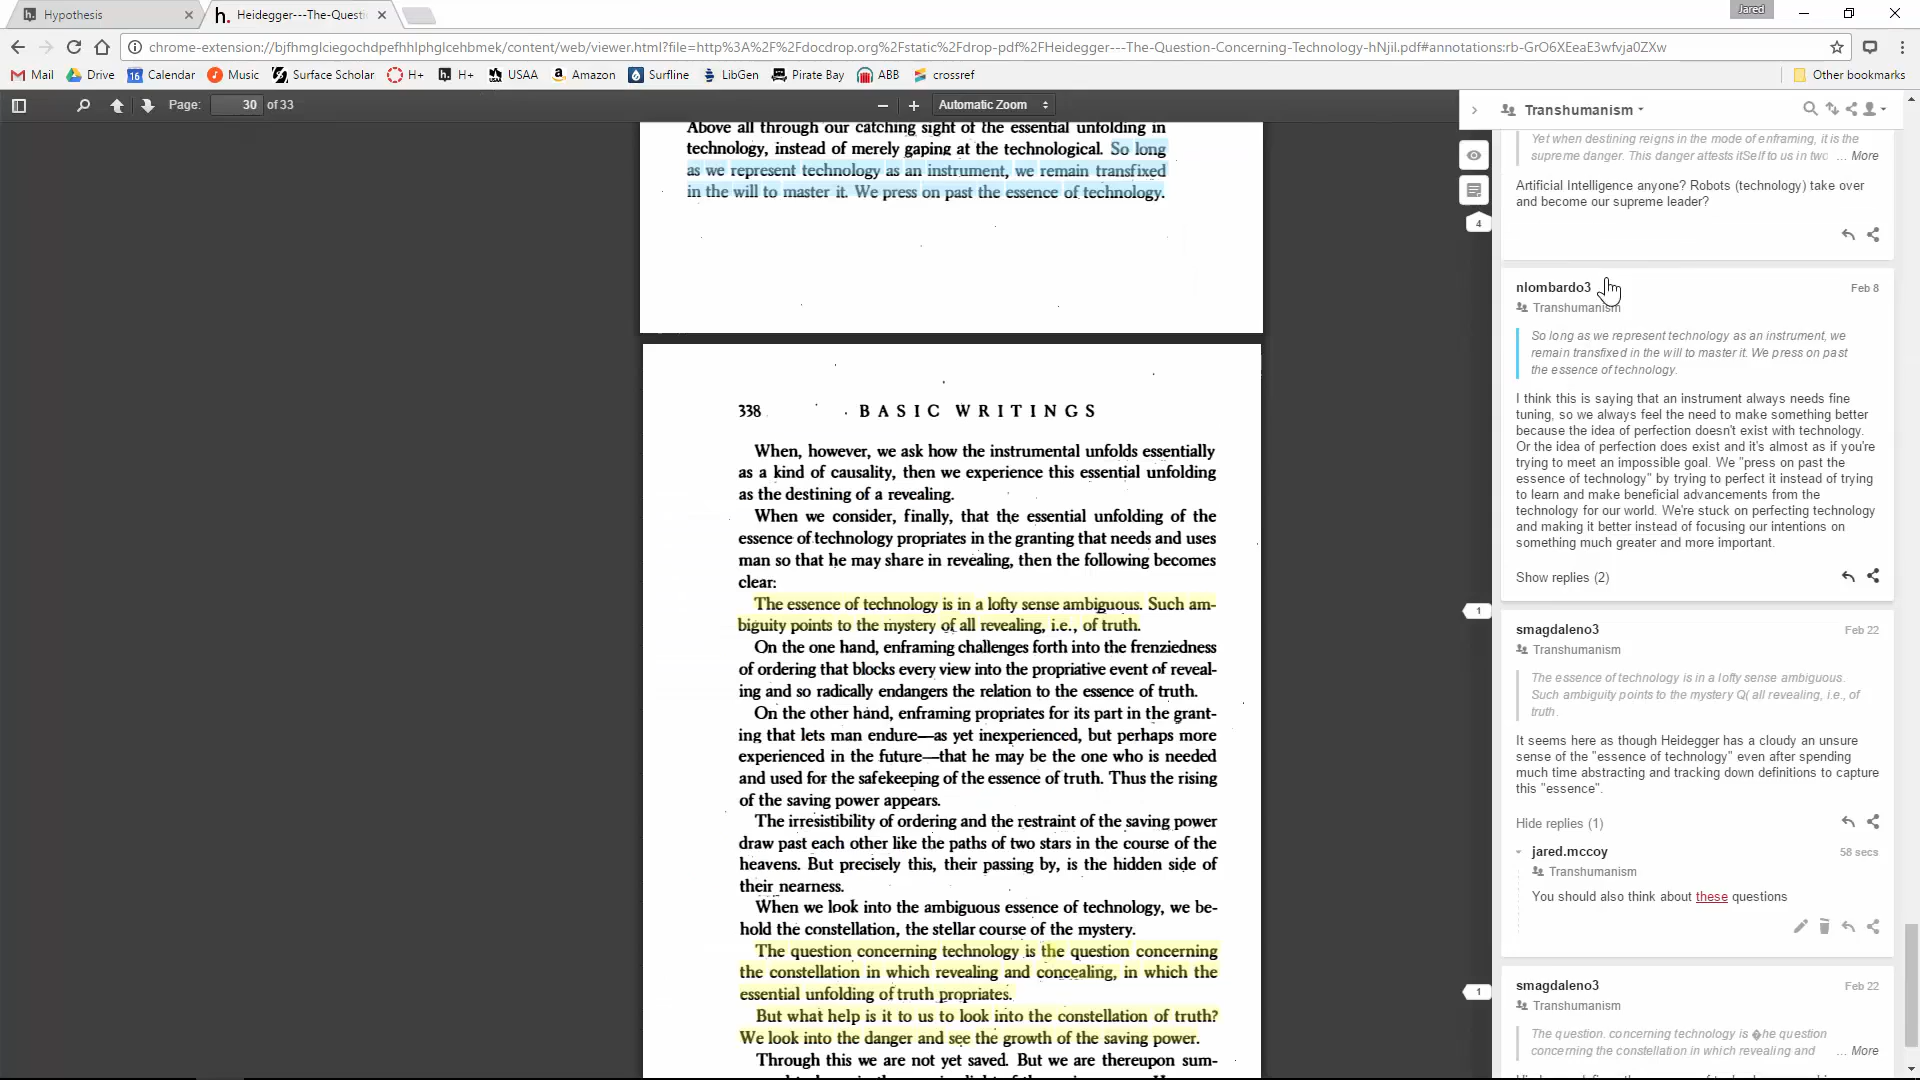 Hypothesis
Heidegger---The-Questi
Jared
chrome-extension://bjfhmglciegochdpefhhlphglcehbmek/content/web/viewer.html?file=http%3A%2F%2Fdocdrop.org%2Fstatic%2Fdrop-pdf%2FHeidegger---The-Question-Concerning-Technology-hNjil.pdf#annotations:rb-GrO6XEeaE3wfvja0ZXw
Mail Drive 16 Calendar Music Surface Scholar H+ h. H+ USAA Amazon Surfline LibGen Pirate Bay ABB crossref Other bookmarks
Page: 30 of 33 Automatic Zoom
Above all through our catching sight of the essential unfolding in
technology, instead of merely gaping at the technological. So long
as we represent technology as an instrument, we remain transfixed
in the will to master it. We press on past the essence of technology.
338 BASIC WRITINGS
When, however, we ask how the instrumental unfolds essentially
as a kind of causality, then we experience this essential unfolding
as the destining of a revealing.
When we consider, finally, that the essential unfolding of the
essence of technology propriates in the granting that needs and uses
man so that he may share in revealing, then the following becomes
clear:
The essence of technology is in a lofty sense ambiguous. Such am-
biguity points to the mystery of all revealing, i.e., of truth.
On the one hand, enframing challenges forth into the frenziedness
of ordering that blocks every view into the propriative event of reveal-
ing and so radically endangers the relation to the essence of truth.
On the other hand, enframing propriates for its part in the grant-
ing that lets man endure—as yet inexperienced, but perhaps more
experienced in the future—that he may be the one who is needed
and used for the safekeeping of the essence of truth. Thus the rising
of the saving power appears.
The irresistibility of ordering and the restraint of the saving power
draw past each other like the paths of two stars in the course of the
heavens. But precisely this, their passing by, is the hidden side of
their nearness.
When we look into the ambiguous essence of technology, we be-
hold the constellation, the stellar course of the mystery.
The question concerning technology is the question concerning
the constellation in which revealing and concealing, in which the
essential unfolding of truth propriates.
But what help is it to us to look into the constellation of truth?
We look into the danger and see the growth of the saving power.
Through this we are not yet saved. But we are thereupon sum-
Transhumanism
4
1
1
Yet when destining reigns in the mode of enframing, it is the
supreme danger. This danger attests itSelf to us in two ... More
Artificial Intelligence anyone? Robots (technology) take over
and become our supreme leader?
nlombardo3 Feb 8
Transhumanism
So long as we represent technology as an instrument, we
remain transfixed in the will to master it. We press on past
the essence of technology.
I think this is saying that an instrument always needs fine
tuning, so we always feel the need to make something better
because the idea of perfection doesn't exist with technology.
Or the idea of perfection does exist and it's almost as if you're
trying to meet an impossible goal. We "press on past the
essence of technology" by trying to perfect it instead of trying
to learn and make beneficial advancements from the
technology for our world. We're stuck on perfecting technology
and making it better instead of focusing our intentions on
something much greater and more important.
Show replies (2)
smagdaleno3 Feb 22
Transhumanism
The essence of technology is in a lofty sense ambiguous.
Such ambiguity points to the mystery Q( all revealing, i.e., of
truth.
It seems here as though Heidegger has a cloudy an unsure
sense of the "essence of technology" even after spending
much time abstracting and tracking down definitions to capture
this "essence".
Hide replies (1)
jared.mccoy 58 secs
Transhumanism
You should also think about these questions
smagdaleno3 Feb 22
Transhumanism
The question. concerning technology is �he question
concerning the constellation in which revealing and ... More